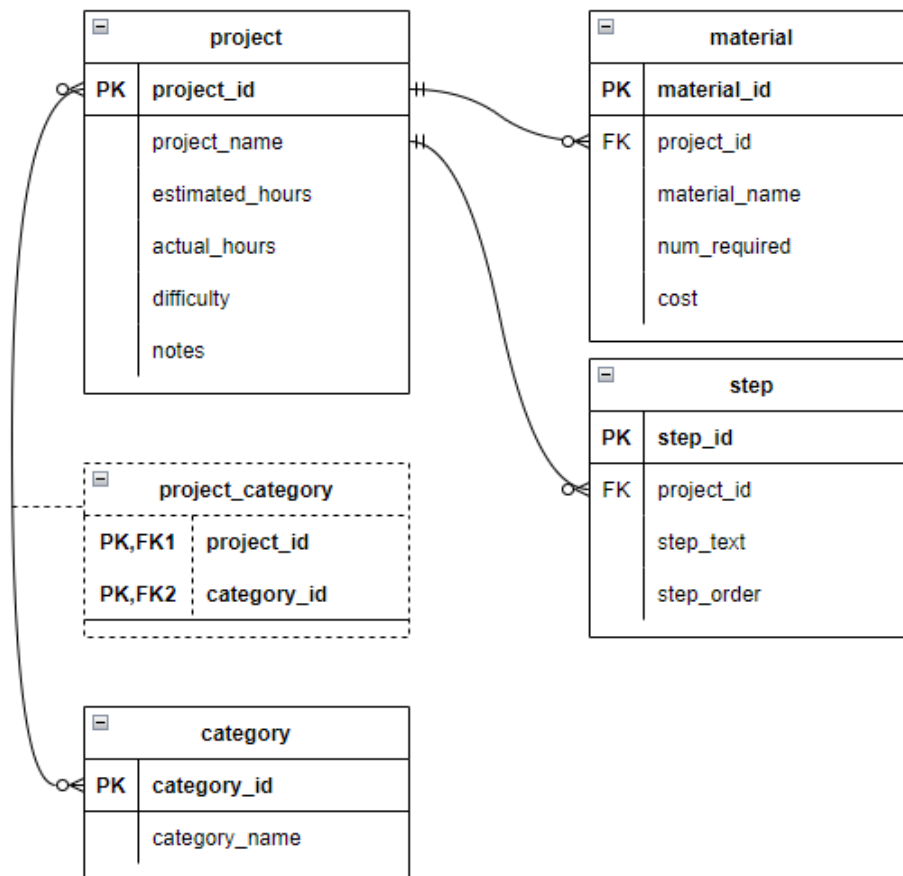 project
PK project_id
project_name
estimated_hours
actual_hours
difficulty
notes
material
PK material_id
FK project_id
material_name
num_required
cost
step
PK step_id
FK project_id
step_text
step_order
project_category
PK,FK1 project_id
PK,FK2 category_id
category
PK category_id
category_name